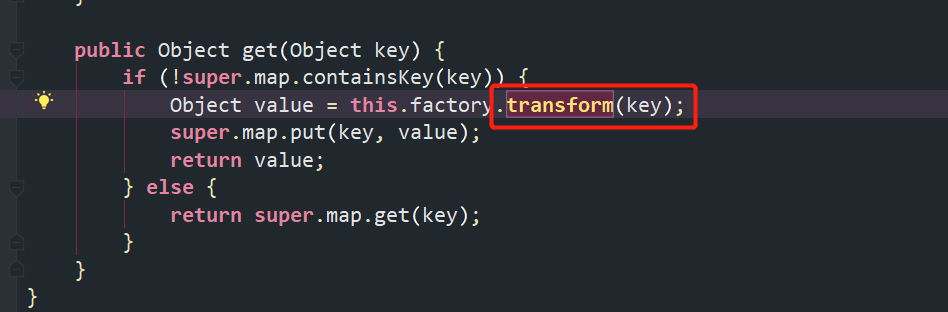 }
public Object get(Object key) {
if (!super.map.containsKey(key)) {
Object value = this.factory.transform(key);
super.map.put(key, value);
return value;
} else {
return super.map.get(key);
}
}
}